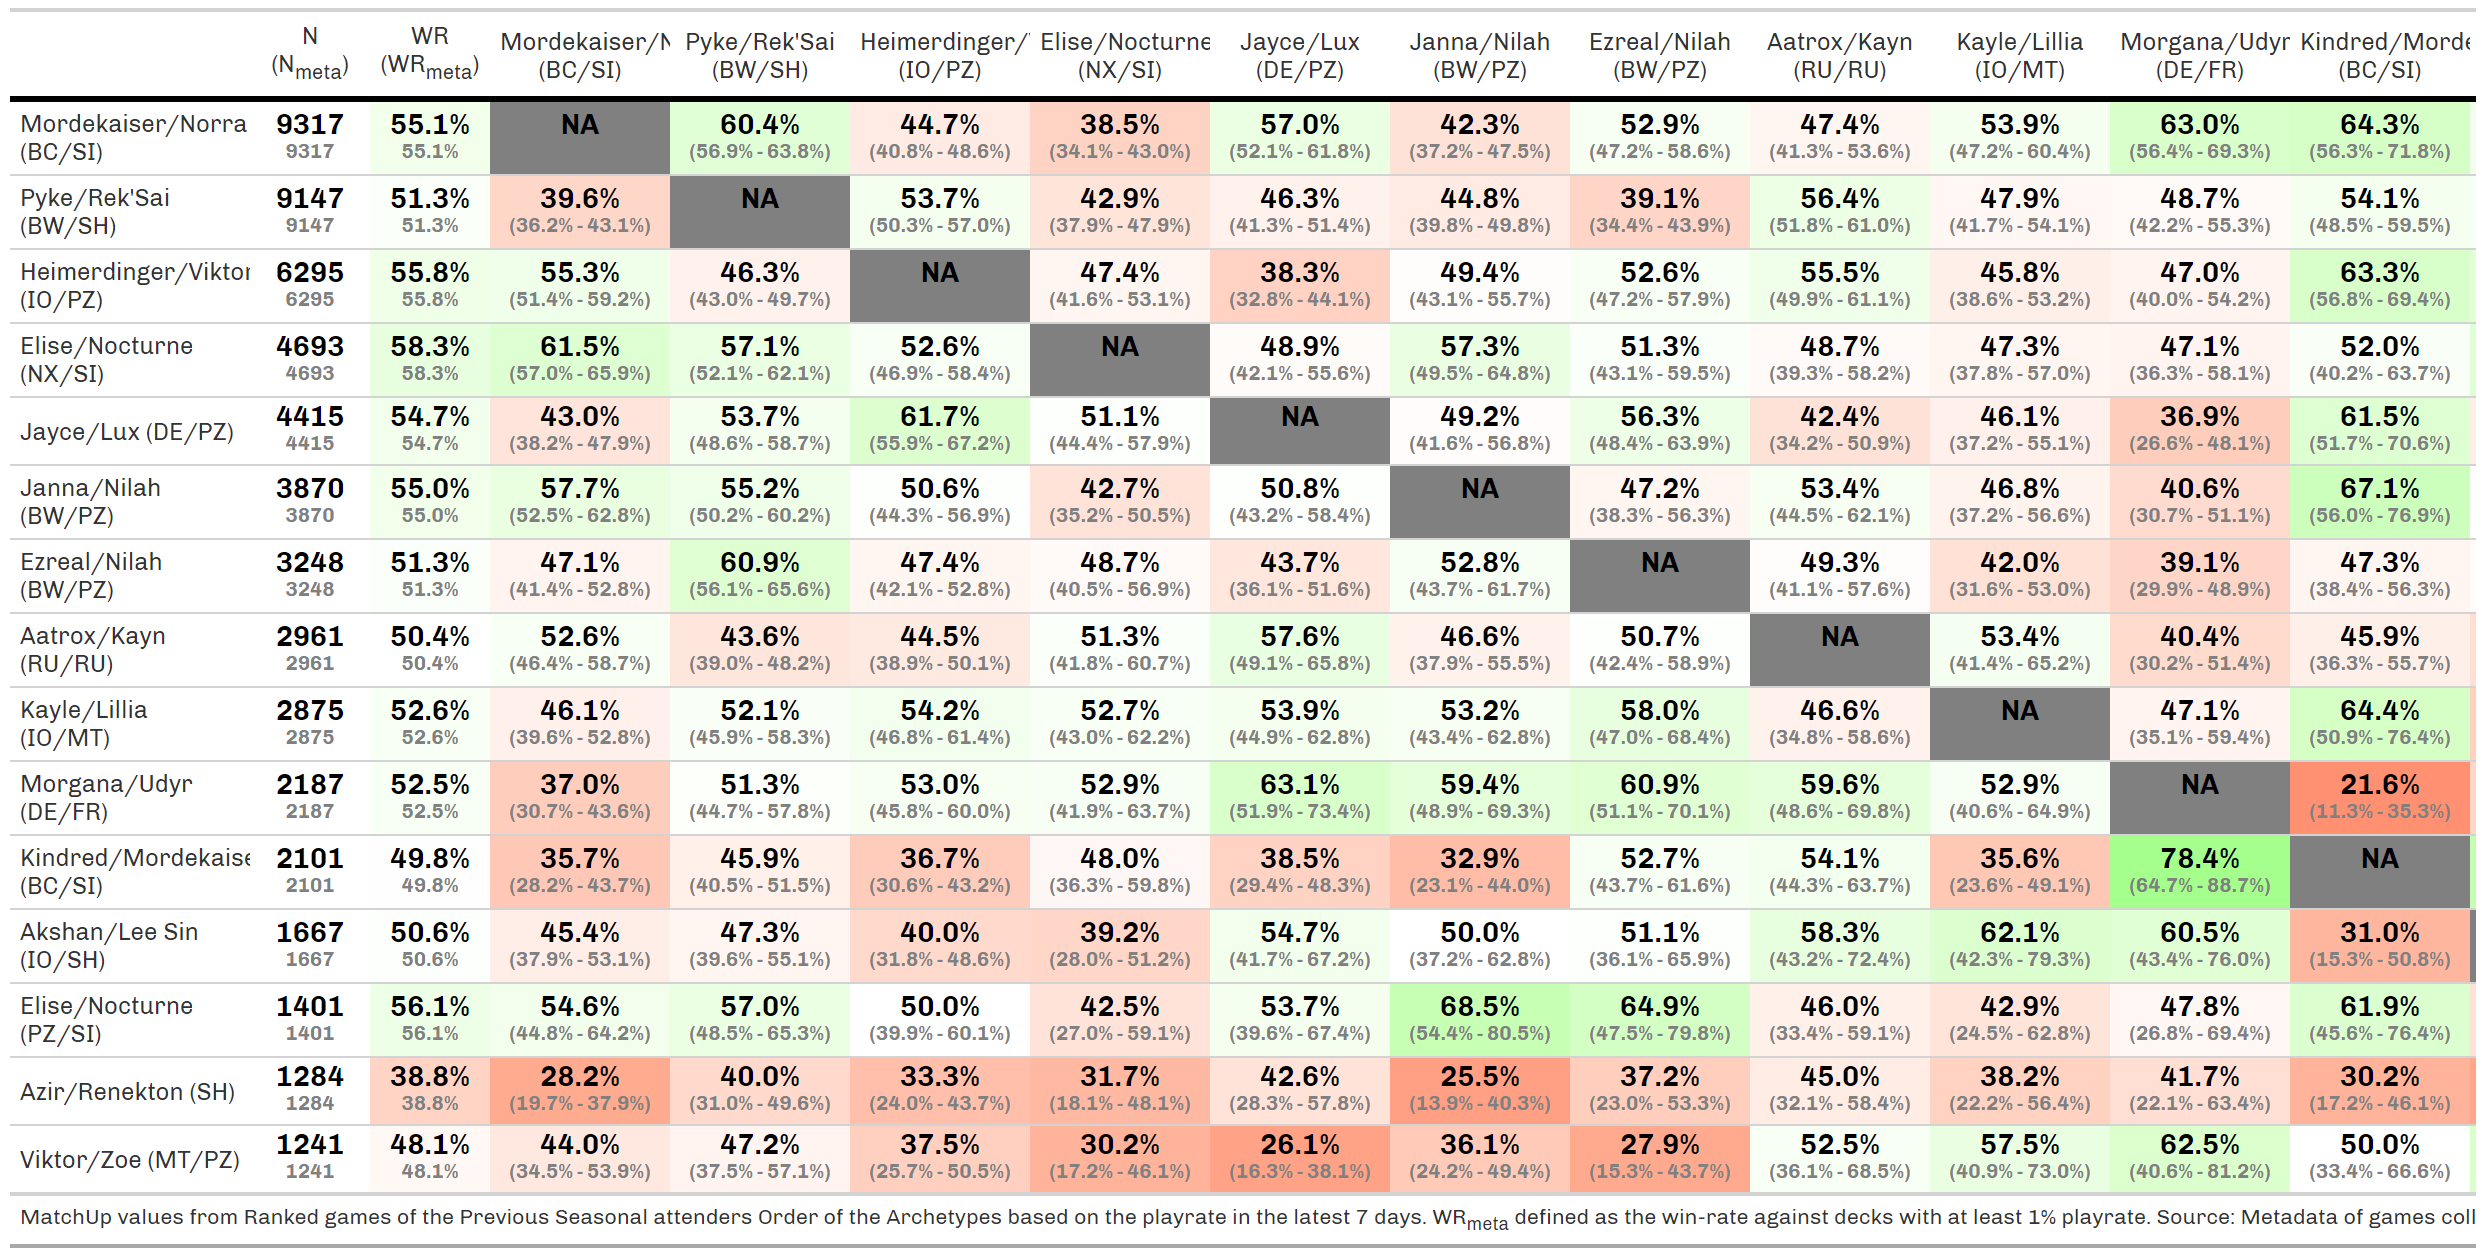 N WR Mordekaiser/N Pyke/Rek'Sai Heimerdinger/ Elise/Nocturne Jayce/Lux Janna/Nilah Ezreal/Nilah Aatrox/Kayn Kayle/Lillia Morgana/Udyr Kindred/Morde
(Nmeta) (WRmeta) (BC/SI) (BW/SH) (IO/PZ) (NX/SI) (DE/PZ) (BW/PZ) (BW/PZ) (RU/RU) (IO/MT) (DE/FR) (BC/SI)
Mordekaiser/Norra 9317 55.1% NA 60.4% 44.7% 38.5% 57.0% 42.3% 52.9% 47.4% 53.9% 63.0% 64.3%
(BC/SI) 9317 55.1% (56.9% - 63.8%) (40.8% - 48.6%) (34.1% - 43.0%) (52.1% - 61.8%) (37.2% - 47.5%) (47.2% - 58.6%) (41.3% - 53.6%) (47.2% - 60.4%) (56.4% - 69.3%) (56.3% - 71.8%)
Pyke/Rek'Sai 9147 51.3% 39.6% NA 53.7% 42.9% 46.3% 44.8% 39.1% 56.4% 47.9% 48.7% 54.1%
(BW/SH) 9147 51.3% (36.2% - 43.1%) (50.3% - 57.0%) (37.9% - 47.9%) (41.3% - 51.4%) (39.8% - 49.8%) (34.4% - 43.9%) (51.8% - 61.0%) (41.7% - 54.1%) (42.2% - 55.3%) (48.5% - 59.5%)
Heimerdinger/Viktor 6295 55.8% 55.3% 46.3% NA 47.4% 38.3% 49.4% 52.6% 55.5% 45.8% 47.0% 63.3%
(IO/PZ) 6295 55.8% (51.4% - 59.2%) (43.0% - 49.7%) (41.6% - 53.1%) (32.8% - 44.1%) (43.1% - 55.7%) (47.2% - 57.9%) (49.9% - 61.1%) (38.6% - 53.2%) (40.0% - 54.2%) (56.8% - 69.4%)
Elise/Nocturne 4693 58.3% 61.5% 57.1% 52.6% NA 48.9% 57.3% 51.3% 48.7% 47.3% 47.1% 52.0%
(NX/SI) 4693 58.3% (57.0% - 65.9%) (52.1% - 62.1%) (46.9% - 58.4%) (42.1% - 55.6%) (49.5% - 64.8%) (43.1% - 59.5%) (39.3% - 58.2%) (37.8% - 57.0%) (36.3% - 58.1%) (40.2% - 63.7%)
Jayce/Lux (DE/PZ) 4415 54.7% 43.0% 53.7% 61.7% 51.1% NA 49.2% 56.3% 42.4% 46.1% 36.9% 61.5%
4415 54.7% (38.2% - 47.9%) (48.6% - 58.7%) (55.9% - 67.2%) (44.4% - 57.9%) (41.6% - 56.8%) (48.4% - 63.9%) (34.2% - 50.9%) (37.2% - 55.1%) (26.6% - 48.1%) (51.7% - 70.6%)
Janna/Nilah 3870 55.0% 57.7% 55.2% 50.6% 42.7% 50.8% NA 47.2% 53.4% 46.8% 40.6% 67.1%
(BW/PZ) 3870 55.0% (52.5% - 62.8%) (50.2% - 60.2%) (44.3% - 56.9%) (35.2% - 50.5%) (43.2% - 58.4%) (38.3% - 56.3%) (44.5% - 62.1%) (37.2% - 56.6%) (30.7% - 51.1%) (56.0% - 76.9%)
Ezreal/Nilah 3248 51.3% 47.1% 60.9% 47.4% 48.7% 43.7% 52.8% NA 49.3% 42.0% 39.1% 47.3%
(BW/PZ) 3248 51.3% (41.4% - 52.8%) (56.1% - 65.6%) (42.1% - 52.8%) (40.5% - 56.9%) (36.1% - 51.6%) (43.7% - 61.7%) (41.1% - 57.6%) (31.6% - 53.0%) (29.9% - 48.9%) (38.4% - 56.3%)
Aatrox/Kayn 2961 50.4% 52.6% 43.6% 44.5% 51.3% 57.6% 46.6% 50.7% NA 53.4% 40.4% 45.9%
(RU/RU) 2961 50.4% (46.4% - 58.7%) (39.0% - 48.2%) (38.9% - 50.1%) (41.8% - 60.7%) (49.1% - 65.8%) (37.9% - 55.5%) (42.4% - 58.9%) (41.4% - 65.2%) (30.2% - 51.4%) (36.3% - 55.7%)
Kayle/Lillia 2875 52.6% 46.1% 52.1% 54.2% 52.7% 53.9% 53.2% 58.0% 46.6% NA 47.1% 64.4%
(IO/MT) 2875 52.6% (39.6% - 52.8%) (45.9% - 58.3%) (46.8% - 61.4%) (43.0% - 62.2%) (44.9% - 62.8%) (43.4% - 62.8%) (47.0% - 68.4%) (34.8% - 58.6%) (35.1% - 59.4%) (50.9% - 76.4%)
Morgana/Udyr 2187 52.5% 37.0% 51.3% 53.0% 52.9% 63.1% 59.4% 60.9% 59.6% 52.9% NA 21.6%
(DE/FR) 2187 52.5% (30.7% - 43.6%) (44.7% - 57.8%) (45.8% - 60.0%) (41.9% - 63.7%) (51.9% - 73.4%) (48.9% - 69.3%) (51.1% - 70.1%) (48.6% - 69.8%) (40.6% - 64.9%) (11.3% - 35.3%)
Kindred/Mordekaise 2101 49.8% 35.7% 45.9% 36.7% 48.0% 38.5% 32.9% 52.7% 54.1% 35.6% 78.4% NA
(BC/SI) 2101 49.8% (28.2% - 43.7%) (40.5% - 51.5%) (30.6% - 43.2%) (36.3% - 59.8%) (29.4% - 48.3%) (23.1% - 44.0%) (43.7% - 61.6%) (44.3% - 63.7%) (23.6% - 49.1%) (64.7% - 88.7%)
Akshan/Lee Sin 1667 50.6% 45.4% 47.3% 40.0% 39.2% 54.7% 50.0% 51.1% 58.3% 62.1% 60.5% 31.0%
(IO/SH) 1667 50.6% (37.9% - 53.1%) (39.6% - 55.1%) (31.8% - 48.6%) (28.0% - 51.2%) (41.7% - 67.2%) (37.2% - 62.8%) (36.1% - 65.9%) (43.2% - 72.4%) (42.3% - 79.3%) (43.4% - 76.0%) (15.3% - 50.8%)
Elise/Nocturne 1401 56.1% 54.6% 57.0% 50.0% 42.5% 53.7% 68.5% 64.9% 46.0% 42.9% 47.8% 61.9%
(PZ/SI) 1401 56.1% (44.8% - 64.2%) (48.5% - 65.3%) (39.9% - 60.1%) (27.0% - 59.1%) (39.6% - 67.4%) (54.4% - 80.5%) (47.5% - 79.8%) (33.4% - 59.1%) (24.5% - 62.8%) (26.8% - 69.4%) (45.6% - 76.4%)
Azir/Renekton (SH) 1284 38.8% 28.2% 40.0% 33.3% 31.7% 42.6% 25.5% 37.2% 45.0% 38.2% 41.7% 30.2%
1284 38.8% (19.7% - 37.9%) (31.0% - 49.6%) (24.0% - 43.7%) (18.1% - 48.1%) (28.3% - 57.8%) (13.9% - 40.3%) (23.0% - 53.3%) (32.1% - 58.4%) (22.2% - 56.4%) (22.1% - 63.4%) (17.2% - 46.1%)
Viktor/Zoe (MT/PZ) 1241 48.1% 44.0% 47.2% 37.5% 30.2% 26.1% 36.1% 27.9% 52.5% 57.5% 62.5% 50.0%
1241 48.1% (34.5% - 53.9%) (37.5% - 57.1%) (25.7% - 50.5%) (17.2% - 46.1%) (16.3% - 38.1%) (24.2% - 49.4%) (15.3% - 43.7%) (36.1% - 68.5%) (40.9% - 73.0%) (40.6% - 81.2%) (33.4% - 66.6%)
MatchUp values from Ranked games of the Previous Seasonal attenders Order of the Archetypes based on the playrate in the latest 7 days. WRmeta defined as the win-rate against decks with at least 1% playrate. Source: Metadata of games coll